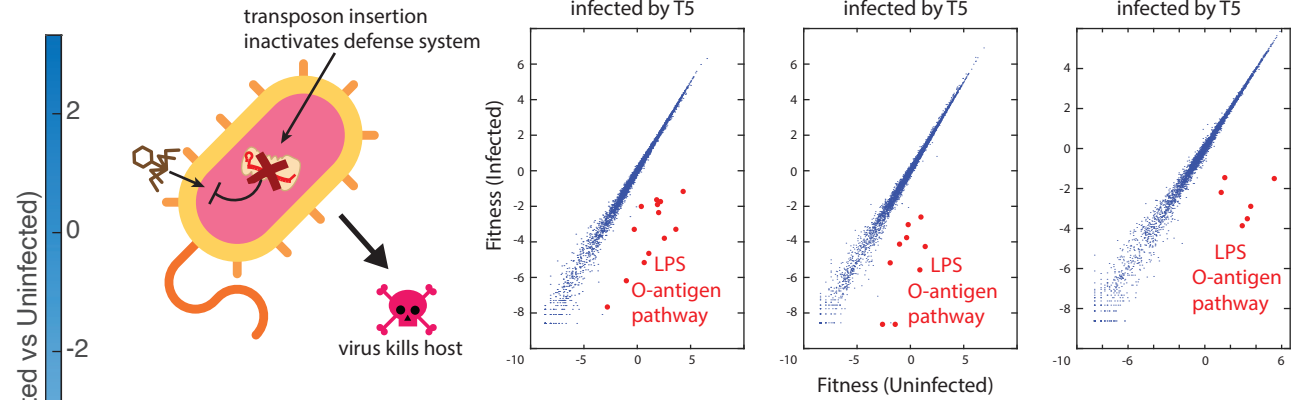 transposon insertion
inactivates defense system
virus kills host
ted vs Uninfected)
2
0
-2
infected by T5
infected by T5
infected by T5
Fitness (Infected)
6
4
2
0
-2
-4
-6
-8
-10
-5
0
5
LPS
O-antigen
pathway
6
4
2
0
-2
-4
-6
-8
-10
-5
0
5
LPS
O-antigen
pathway
4
2
0
-2
-4
-6
-8
-10
-6
0
6
LPS
O-antigen
pathway
Fitness (Uninfected)